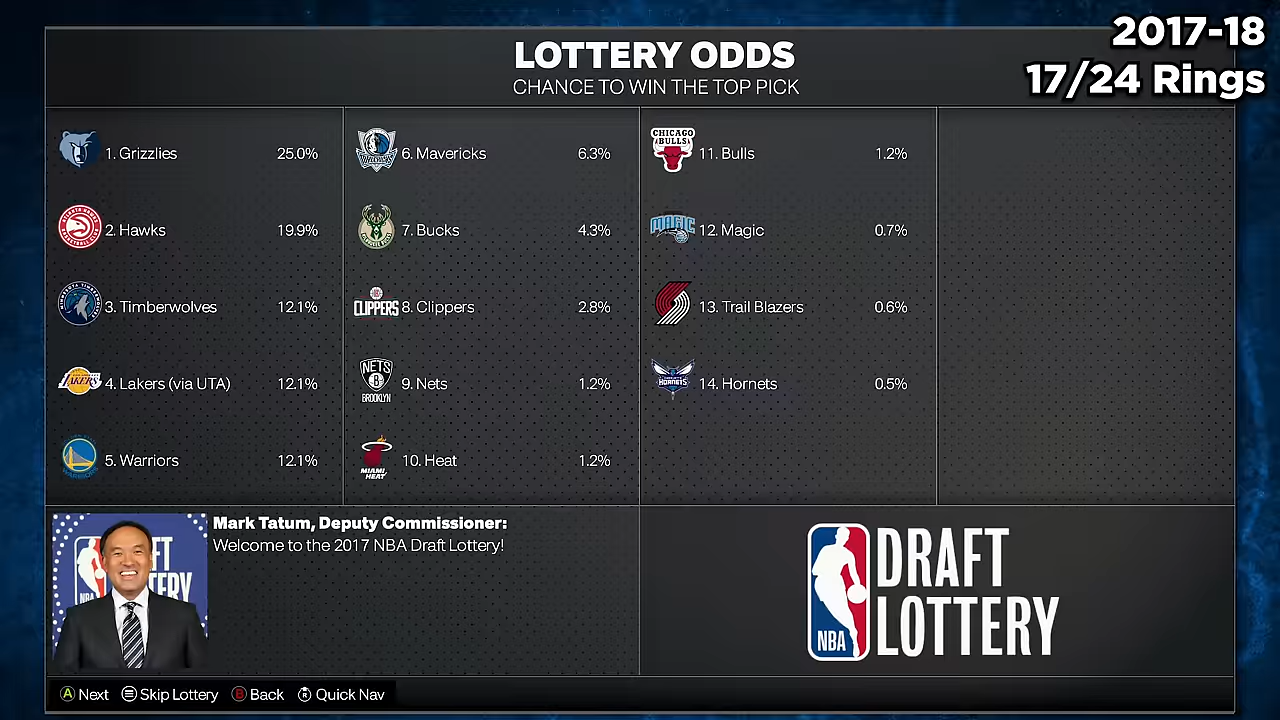 2017-18
17/24 Rings
LOTTERY ODDS
CHANCE TO WIN THE TOP PICK
1. Grizzlies 25.0%
2. Hawks 19.9%
3. Timberwolves 12.1%
4. Lakers (via UTA) 12.1%
5. Warriors 12.1%
6. Mavericks 6.3%
7. Bucks 4.3%
CLIPPERS 8. Clippers 2.8%
NETS
BROOKLYN
9. Nets 1.2%
MIAMI HEAT
10. Heat 1.2%
CHICAGO
BULLS
11. Bulls 1.2%
MAGIC 12. Magic 0.7%
13. Trail Blazers 0.6%
HORNETS 14. Hornets 0.5%
Mark Tatum, Deputy Commissioner:
Welcome to the 2017 NBA Draft Lottery!
NBA
DRAFT
LOTTERY
A Next Skip Lottery B Back R Quick Nav